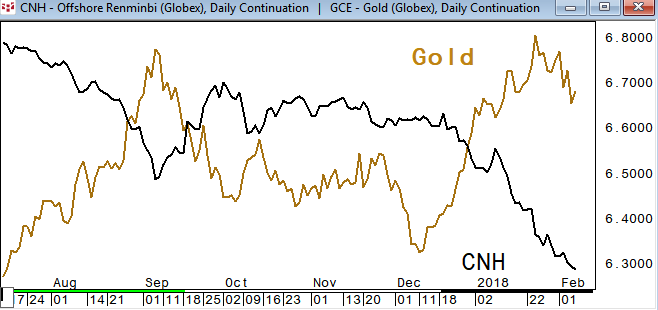 CNH - Offshore Renminbi (Globex), Daily Continuation | GCE - Gold (Globex), Daily Continuation
Gold
6.8000
6.7000
6.6000
6.5000
6.4000
6.3000
CNH
Aug Sep Oct Nov Dec 2018 Feb
17 24 01 14 21 01 11 18 25 02 09 16 23 01 13 20 01 11 18 02 22 01